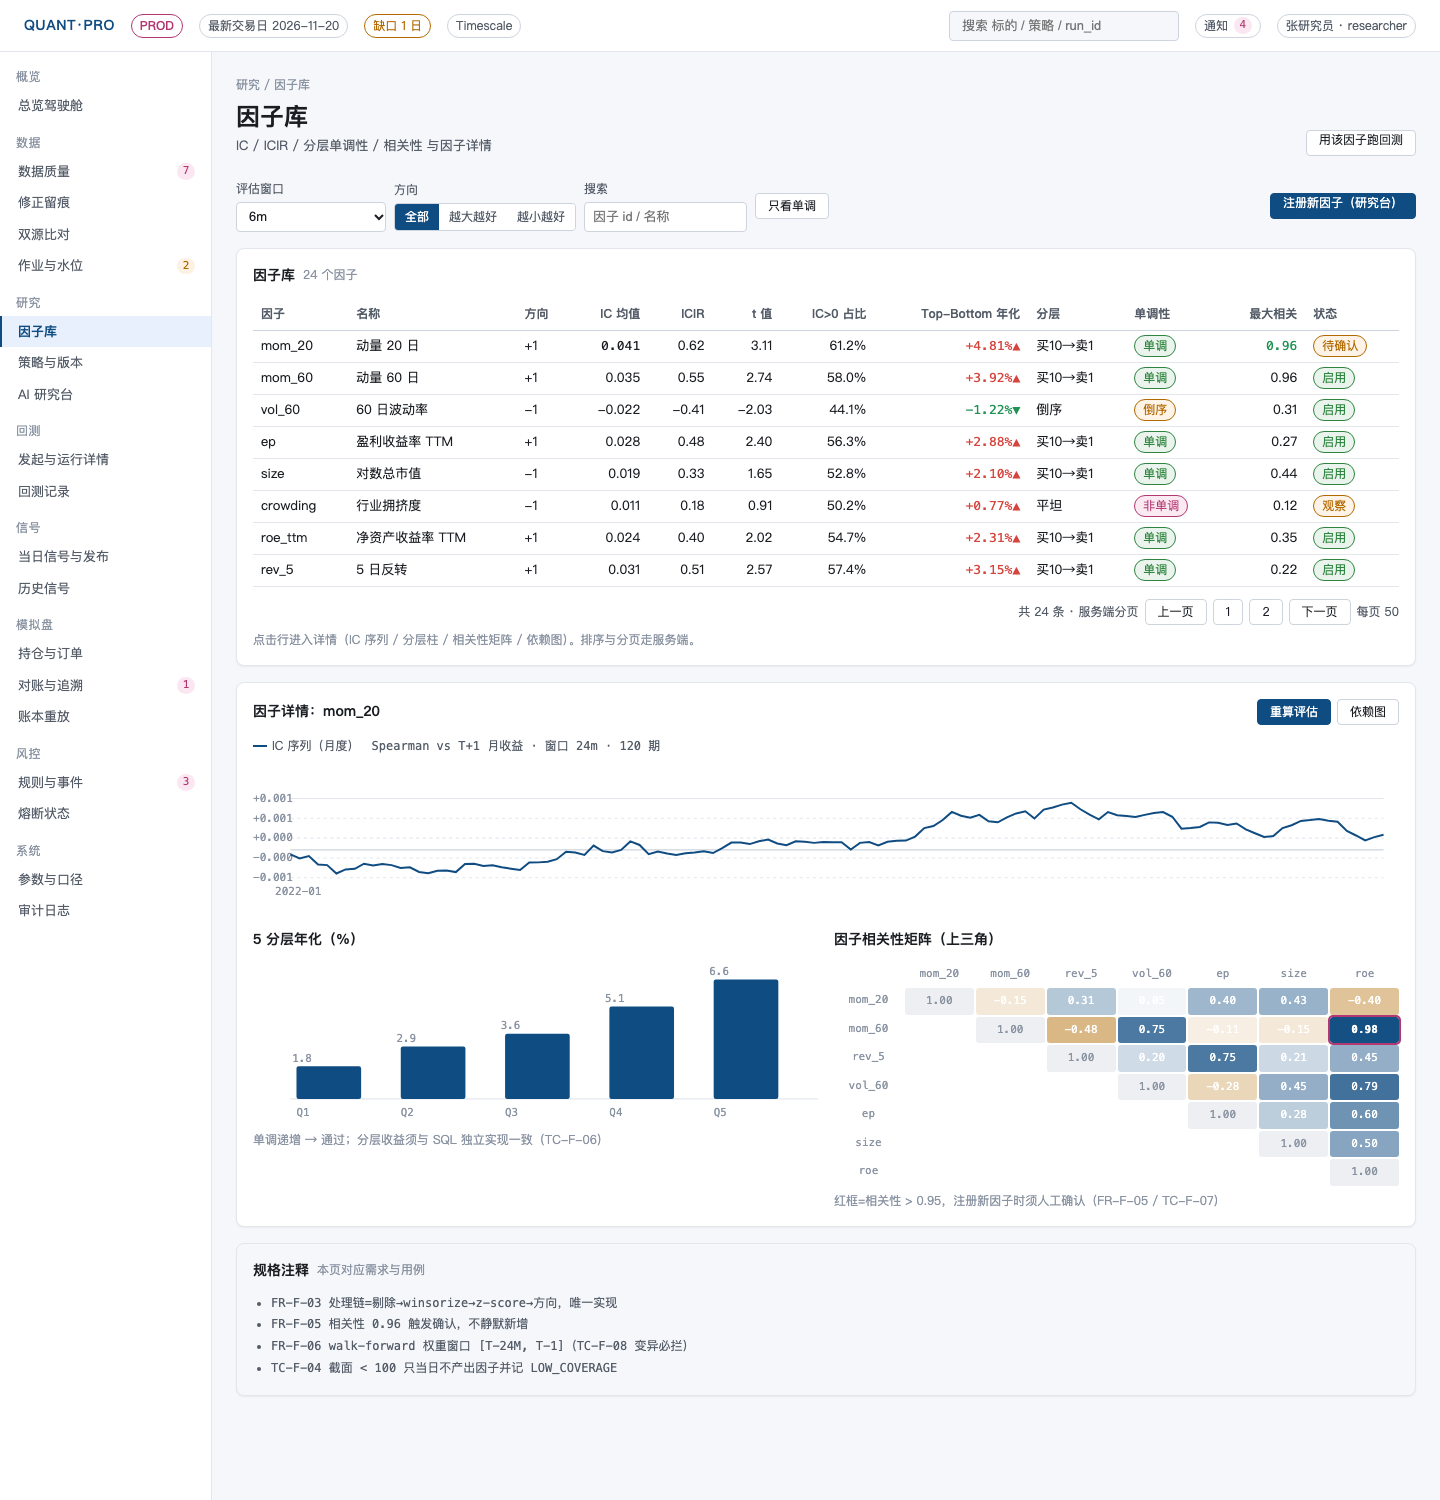 QUANT·PRO PROD 最新交易日 2026-11-20 缺口 1 日 Timescale 搜索 标的 / 策略 / run_id 通知 4 张研究员 · researcher
概览
总览驾驶舱
数据
数据质量 7
修正留痕
双源比对
作业与水位 2
研究
因子库
策略与版本
AI 研究台
回测
发起与运行详情
回测记录
信号
当日信号与发布
历史信号
模拟盘
持仓与订单
对账与追溯 1
账本重放
风控
规则与事件 3
熔断状态
系统
参数与口径
审计日志
研究 / 因子库
因子库
IC / ICIR / 分层单调性 / 相关性 与因子详情
用该因子跑回测
评估窗口 方向 搜索
6m 全部 越大越好 越小越好 因子 id / 名称 只看单调 注册新因子（研究台）
因子库 24 个因子
因子 名称 方向 IC 均值 ICIR t 值 IC>0 占比 Top-Bottom 年化 分层 单调性 最大相关 状态
mom_20 动量 20 日 +1 0.041 0.62 3.11 61.2% +4.81%▲ 买10→卖1 单调 0.96 待确认
mom_60 动量 60 日 +1 0.035 0.55 2.74 58.0% +3.92%▲ 买10→卖1 单调 0.96 启用
vol_60 60 日波动率 −1 −0.022 −0.41 −2.03 44.1% −1.22%▼ 倒序 倒序 0.31 启用
ep 盈利收益率 TTM +1 0.028 0.48 2.40 56.3% +2.88%▲ 买10→卖1 单调 0.27 启用
size 对数总市值 −1 0.019 0.33 1.65 52.8% +2.10%▲ 买10→卖1 单调 0.44 启用
crowding 行业拥挤度 −1 0.011 0.18 0.91 50.2% +0.77%▲ 平坦 非单调 0.12 观察
roe_ttm 净资产收益率 TTM +1 0.024 0.40 2.02 54.7% +2.31%▲ 买10→卖1 单调 0.35 启用
rev_5 5 日反转 +1 0.031 0.51 2.57 57.4% +3.15%▲ 买10→卖1 单调 0.22 启用
共 24 条 · 服务端分页 上一页 1 2 下一页 每页 50
点击行进入详情（IC 序列 / 分层柱 / 相关性矩阵 / 依赖图）。排序与分页走服务端。
因子详情：mom_20 重算评估 依赖图
IC 序列（月度） Spearman vs T+1 月收益 · 窗口 24m · 120 期
+0.001
+0.001
+0.000
−0.000
−0.001
2022-01
5 分层年化（%）
1.8 2.9 3.6 5.1 6.6
Q1 Q2 Q3 Q4 Q5
单调递增 → 通过；分层收益须与 SQL 独立实现一致（TC-F-06）
因子相关性矩阵（上三角）
mom_20 mom_60 rev_5 vol_60 ep size roe
mom_20 1.00 −0.15 0.31 0.05 0.40 0.43 −0.40
mom_60 1.00 −0.48 0.75 −0.11 −0.15 0.98
rev_5 1.00 0.20 0.75 0.21 0.45
vol_60 1.00 −0.28 0.45 0.79
ep 1.00 0.28 0.60
size 1.00 0.50
roe 1.00
红框=相关性 > 0.95，注册新因子时须人工确认（FR-F-05 / TC-F-07）
规格注释 本页对应需求与用例
• FR-F-03 处理链=剔除→winsorize→z-score→方向，唯一实现
• FR-F-05 相关性 0.96 触发确认，不静默新增
• FR-F-06 walk-forward 权重窗口 [T-24M, T-1]（TC-F-08 变异必拦）
• TC-F-04 截面 < 100 只当日不产出因子并记 LOW_COVERAGE